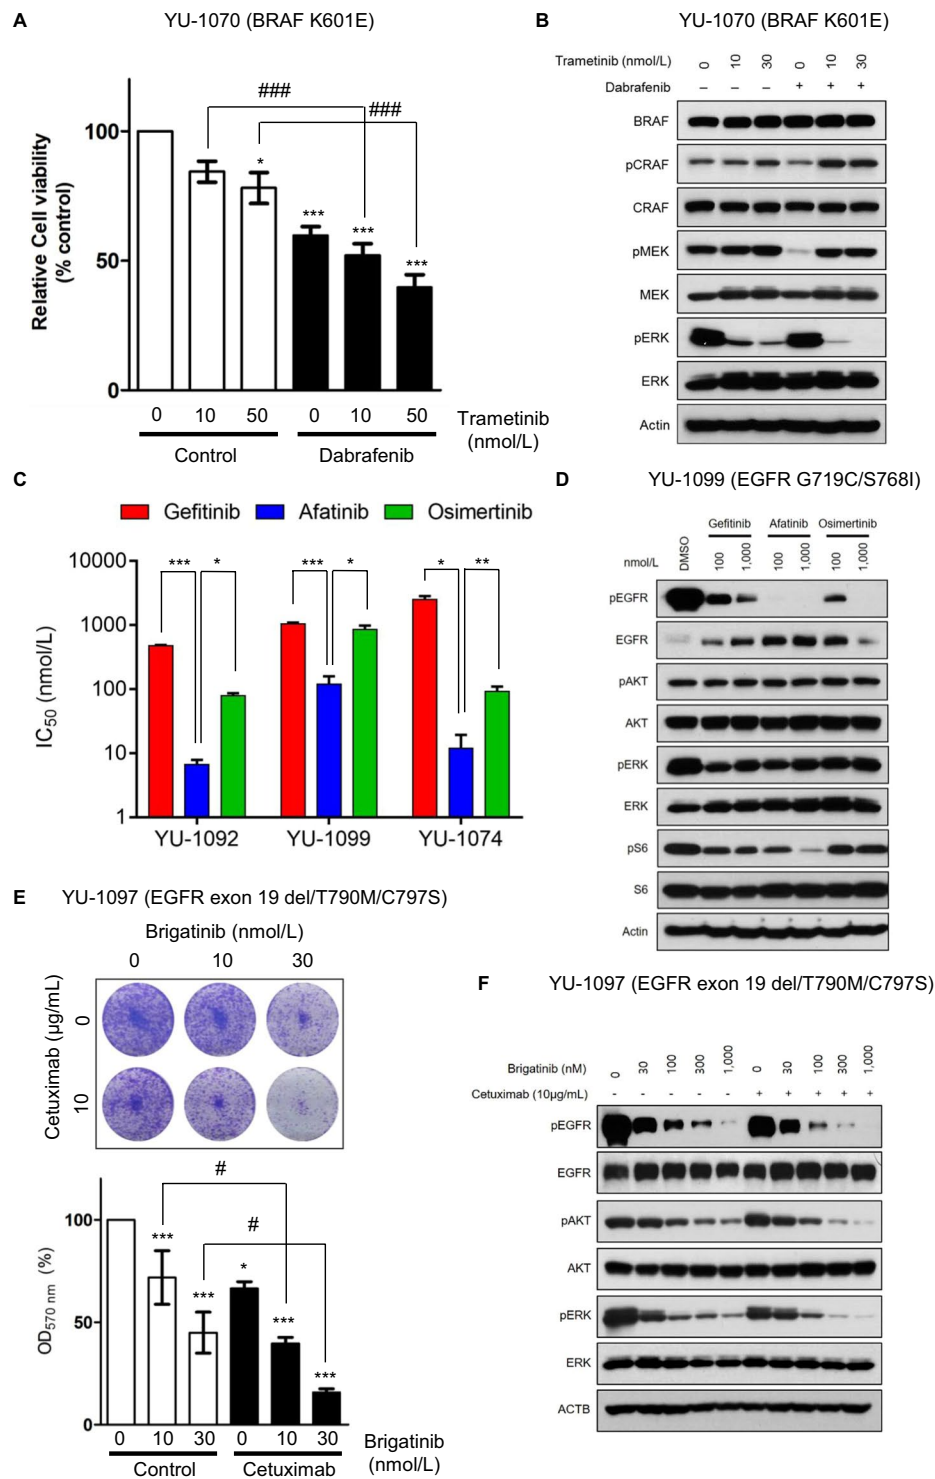 A
YU-1070 (BRAF K601E)
Relative Cell viability
(% control)
100
50
0
###
###
*
***
***
***
0 10 50 0 10 50
Trametinib
(nmol/L)
Control Dabrafenib
B
YU-1070 (BRAF K601E)
Trametinib (nmol/L) 0 10 30 0 10 30
Dabrafenib – – – + + +
BRAF
pCRAF
CRAF
pMEK
MEK
pERK
ERK
Actin
C
Gefitinib Afatinib Osimertinib
IC50 (nmol/L)
10000
1000
100
10
1
*** * *** * * **
YU-1092 YU-1099 YU-1074
D
YU-1099 (EGFR G719C/S768I)
Gefitinib Afatinib Osimertinib
nmol/L DMSO 100 1,000 100 1,000 100 1,000
pEGFR
EGFR
pAKT
AKT
pERK
ERK
pS6
S6
Actin
E
YU-1097 (EGFR exon 19 del/T790M/C797S)
Brigatinib (nmol/L)
0 10 30
Cetuximab (µg/mL)
0
10
OD570 nm (%)
100
50
0
#
#
***
***
*
***
***
0 10 30 0 10 30
Brigatinib
(nmol/L)
Control Cetuximab
F
YU-1097 (EGFR exon 19 del/T790M/C797S)
Brigatinib (nM) 0 30 100 300 1,000 0 30 100 300 1,000
Cetuximab (10µg/mL) - - - - - + + + + +
pEGFR
EGFR
pAKT
AKT
pERK
ERK
ACTB